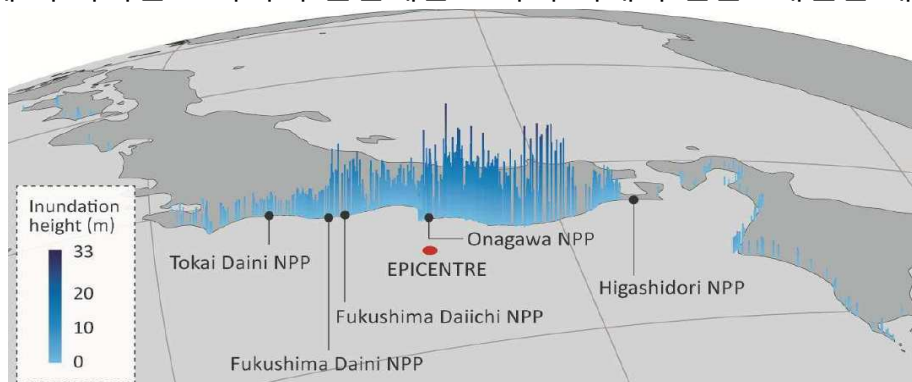 Inundation
height (m)
33
20
10
0
Tokai Daini NPP
Fukushima Daini NPP
Fukushima Daiichi NPP
EPICENTRE
Onagawa NPP
Higashidori NPP